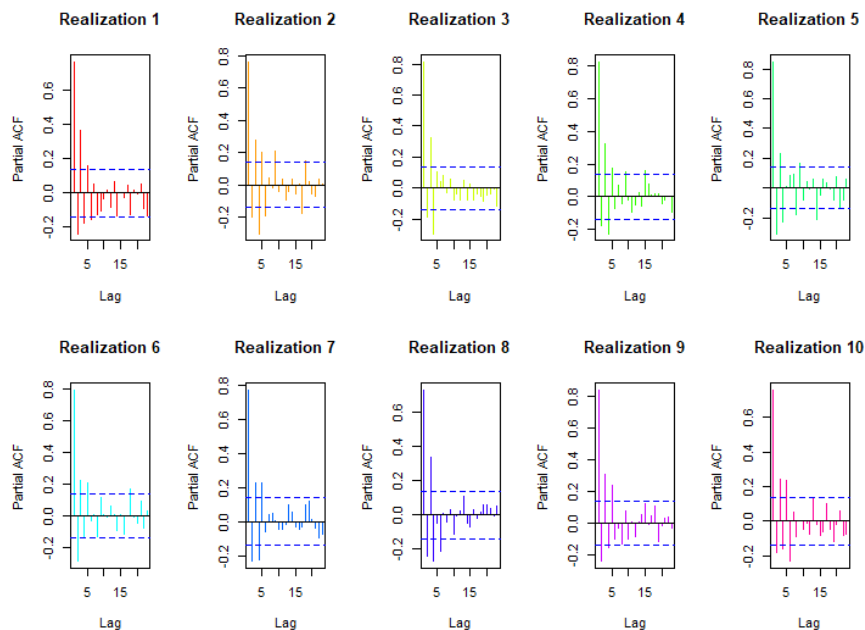 Realization 1
Realization 2
Realization 3
Realization 4
Realization 5
Partial ACF
-0.2 0.0 0.2 0.4 0.6
5 15
Lag
Partial ACF
-0.2 0.0 0.2 0.4 0.6 0.8
5 15
Lag
Partial ACF
-0.2 0.0 0.2 0.4 0.6 0.8
5 15
Lag
Partial ACF
-0.2 0.0 0.2 0.4 0.6 0.8
5 15
Lag
Partial ACF
-0.2 0.0 0.2 0.4 0.6 0.8
5 15
Lag
Realization 6
Realization 7
Realization 8
Realization 9
Realization 10
Partial ACF
-0.2 0.0 0.2 0.4 0.6 0.8
5 15
Lag
Partial ACF
-0.2 0.0 0.2 0.4 0.6 0.8
5 15
Lag
Partial ACF
-0.2 0.0 0.2 0.4 0.6
5 15
Lag
Partial ACF
-0.2 0.0 0.2 0.4 0.6 0.8
5 15
Lag
Partial ACF
-0.2 0.0 0.2 0.4 0.6
5 15
Lag